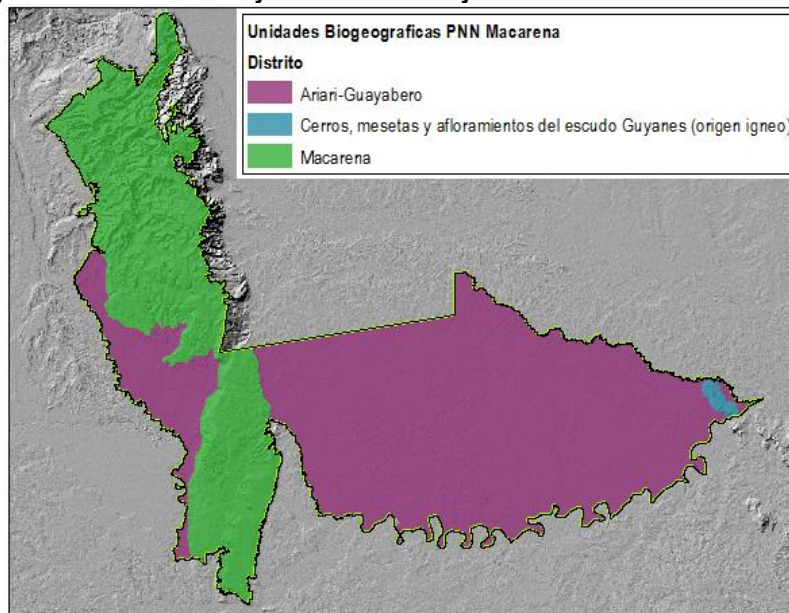 Unidades Biogeograficas PNN Macarena
Distrito
Ariari-Guayabero
Cerros, mesetas y afloramientos del escudo Guyanes (origen igneo)
Macarena